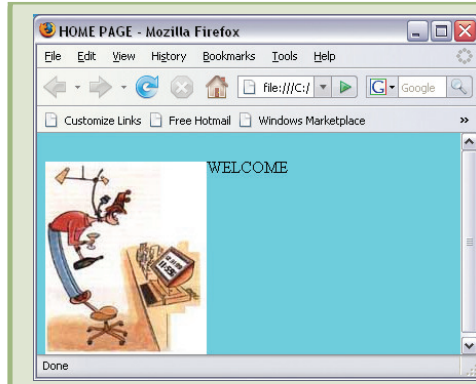 HOME PAGE - Mozilla Firefox
File Edit View History Bookmarks Tools Help
file:///C:/ G Google
Customize Links Free Hotmail Windows Marketplace »
WELCOME
Done